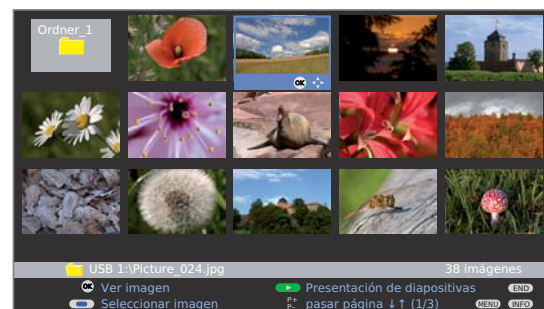 Ordner_1
OK
USB 1:\Picture_024.jpg 38 imágenes
OK Ver imagen Presentación de diapositivas END
Seleccionar imagen P+ P- pasar página ↓↑ (1/3) MENU INFO